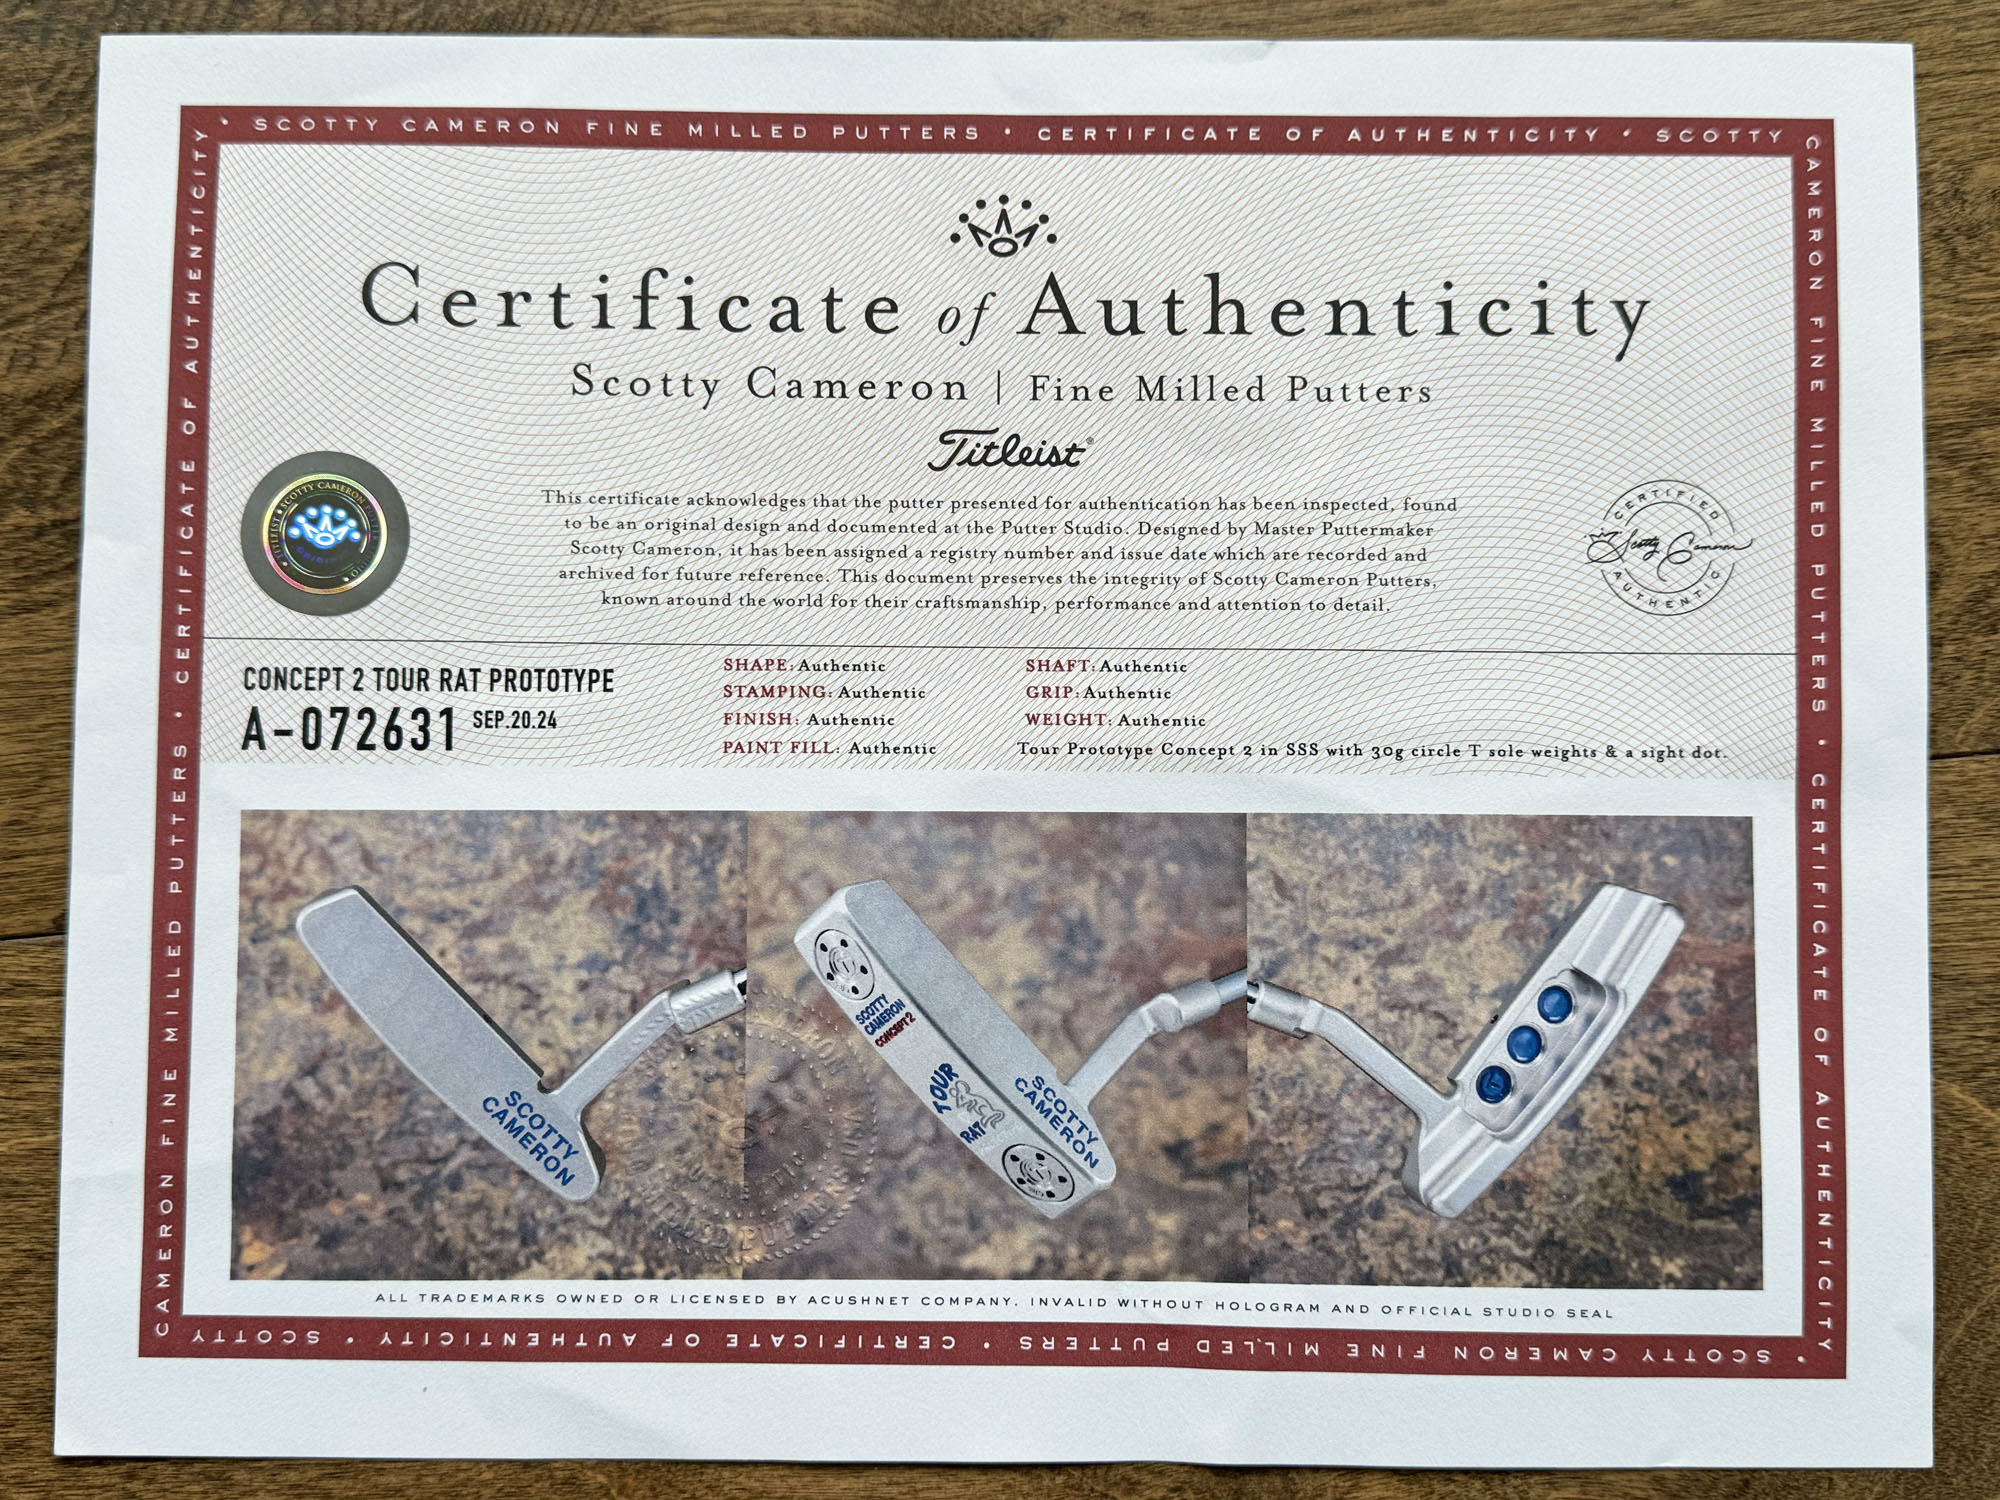 • SCOTTY CAMERON FINE MILLED PUTTERS • CERTIFICATE OF AUTHENTICITY • SCOTTY
CAMERON FINE MILLED PUTTERS • CERTIFICATE OF AUTHENTICITY
• SCOTTY CAMERON FINE MILLED PUTTERS • CERTIFICATE OF AUTHENTICITY • SCOTTY
CAMERON FINE MILLED PUTTERS • CERTIFICATE OF AUTHENTICITY
Certificate of Authenticity
Scotty Cameron | Fine Milled Putters
Titleist®
This certificate acknowledges that the putter presented for authentication has been inspected, found
to be an original design and documented at the Putter Studio. Designed by Master Puttermaker
Scotty Cameron, it has been assigned a registry number and issue date which are recorded and
archived for future reference. This document preserves the integrity of Scotty Cameron Putters,
known around the world for their craftsmanship, performance and attention to detail.
TITLEIST • SCOTTY CAMERON PUTTER STUDIO •
CERTIFIED
Scotty Cameron
AUTHENTIC
CONCEPT 2 TOUR RAT PROTOTYPE
A-072631 SEP.20.24
SHAPE: Authentic
STAMPING: Authentic
FINISH: Authentic
PAINT FILL: Authentic
SHAFT: Authentic
GRIP: Authentic
WEIGHT: Authentic
Tour Prototype Concept 2 in SSS with 30g circle T sole weights & a sight dot.
SCOTTY
CAMERON
SCOTTY
CAMERON
CONCEPT 2
TOUR
RAT
SCOTTY
CAMERON
ALL TRADEMARKS OWNED OR LICENSED BY ACUSHNET COMPANY. INVALID WITHOUT HOLOGRAM AND OFFICIAL STUDIO SEAL